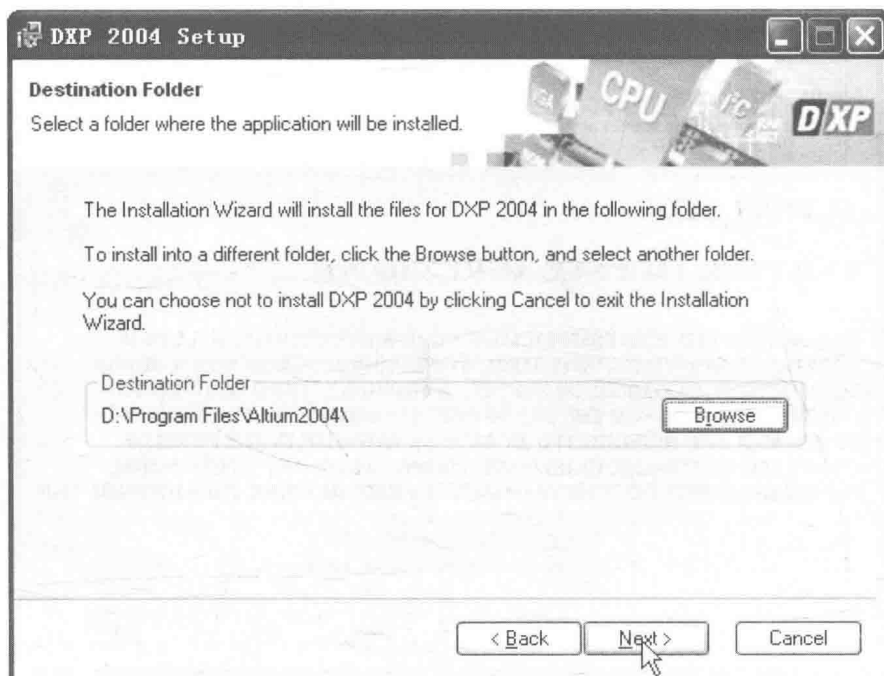 DXP 2004 Setup
Destination Folder
Select a folder where the application will be installed.
CPU
I²C
DXP
The Installation Wizard will install the files for DXP 2004 in the following folder.
To install into a different folder, click the Browse button, and select another folder.
You can choose not to install DXP 2004 by clicking Cancel to exit the Installation
Wizard.
Destination Folder
D:\Program Files\Altium2004\
Browse
< Back
Next >
Cancel